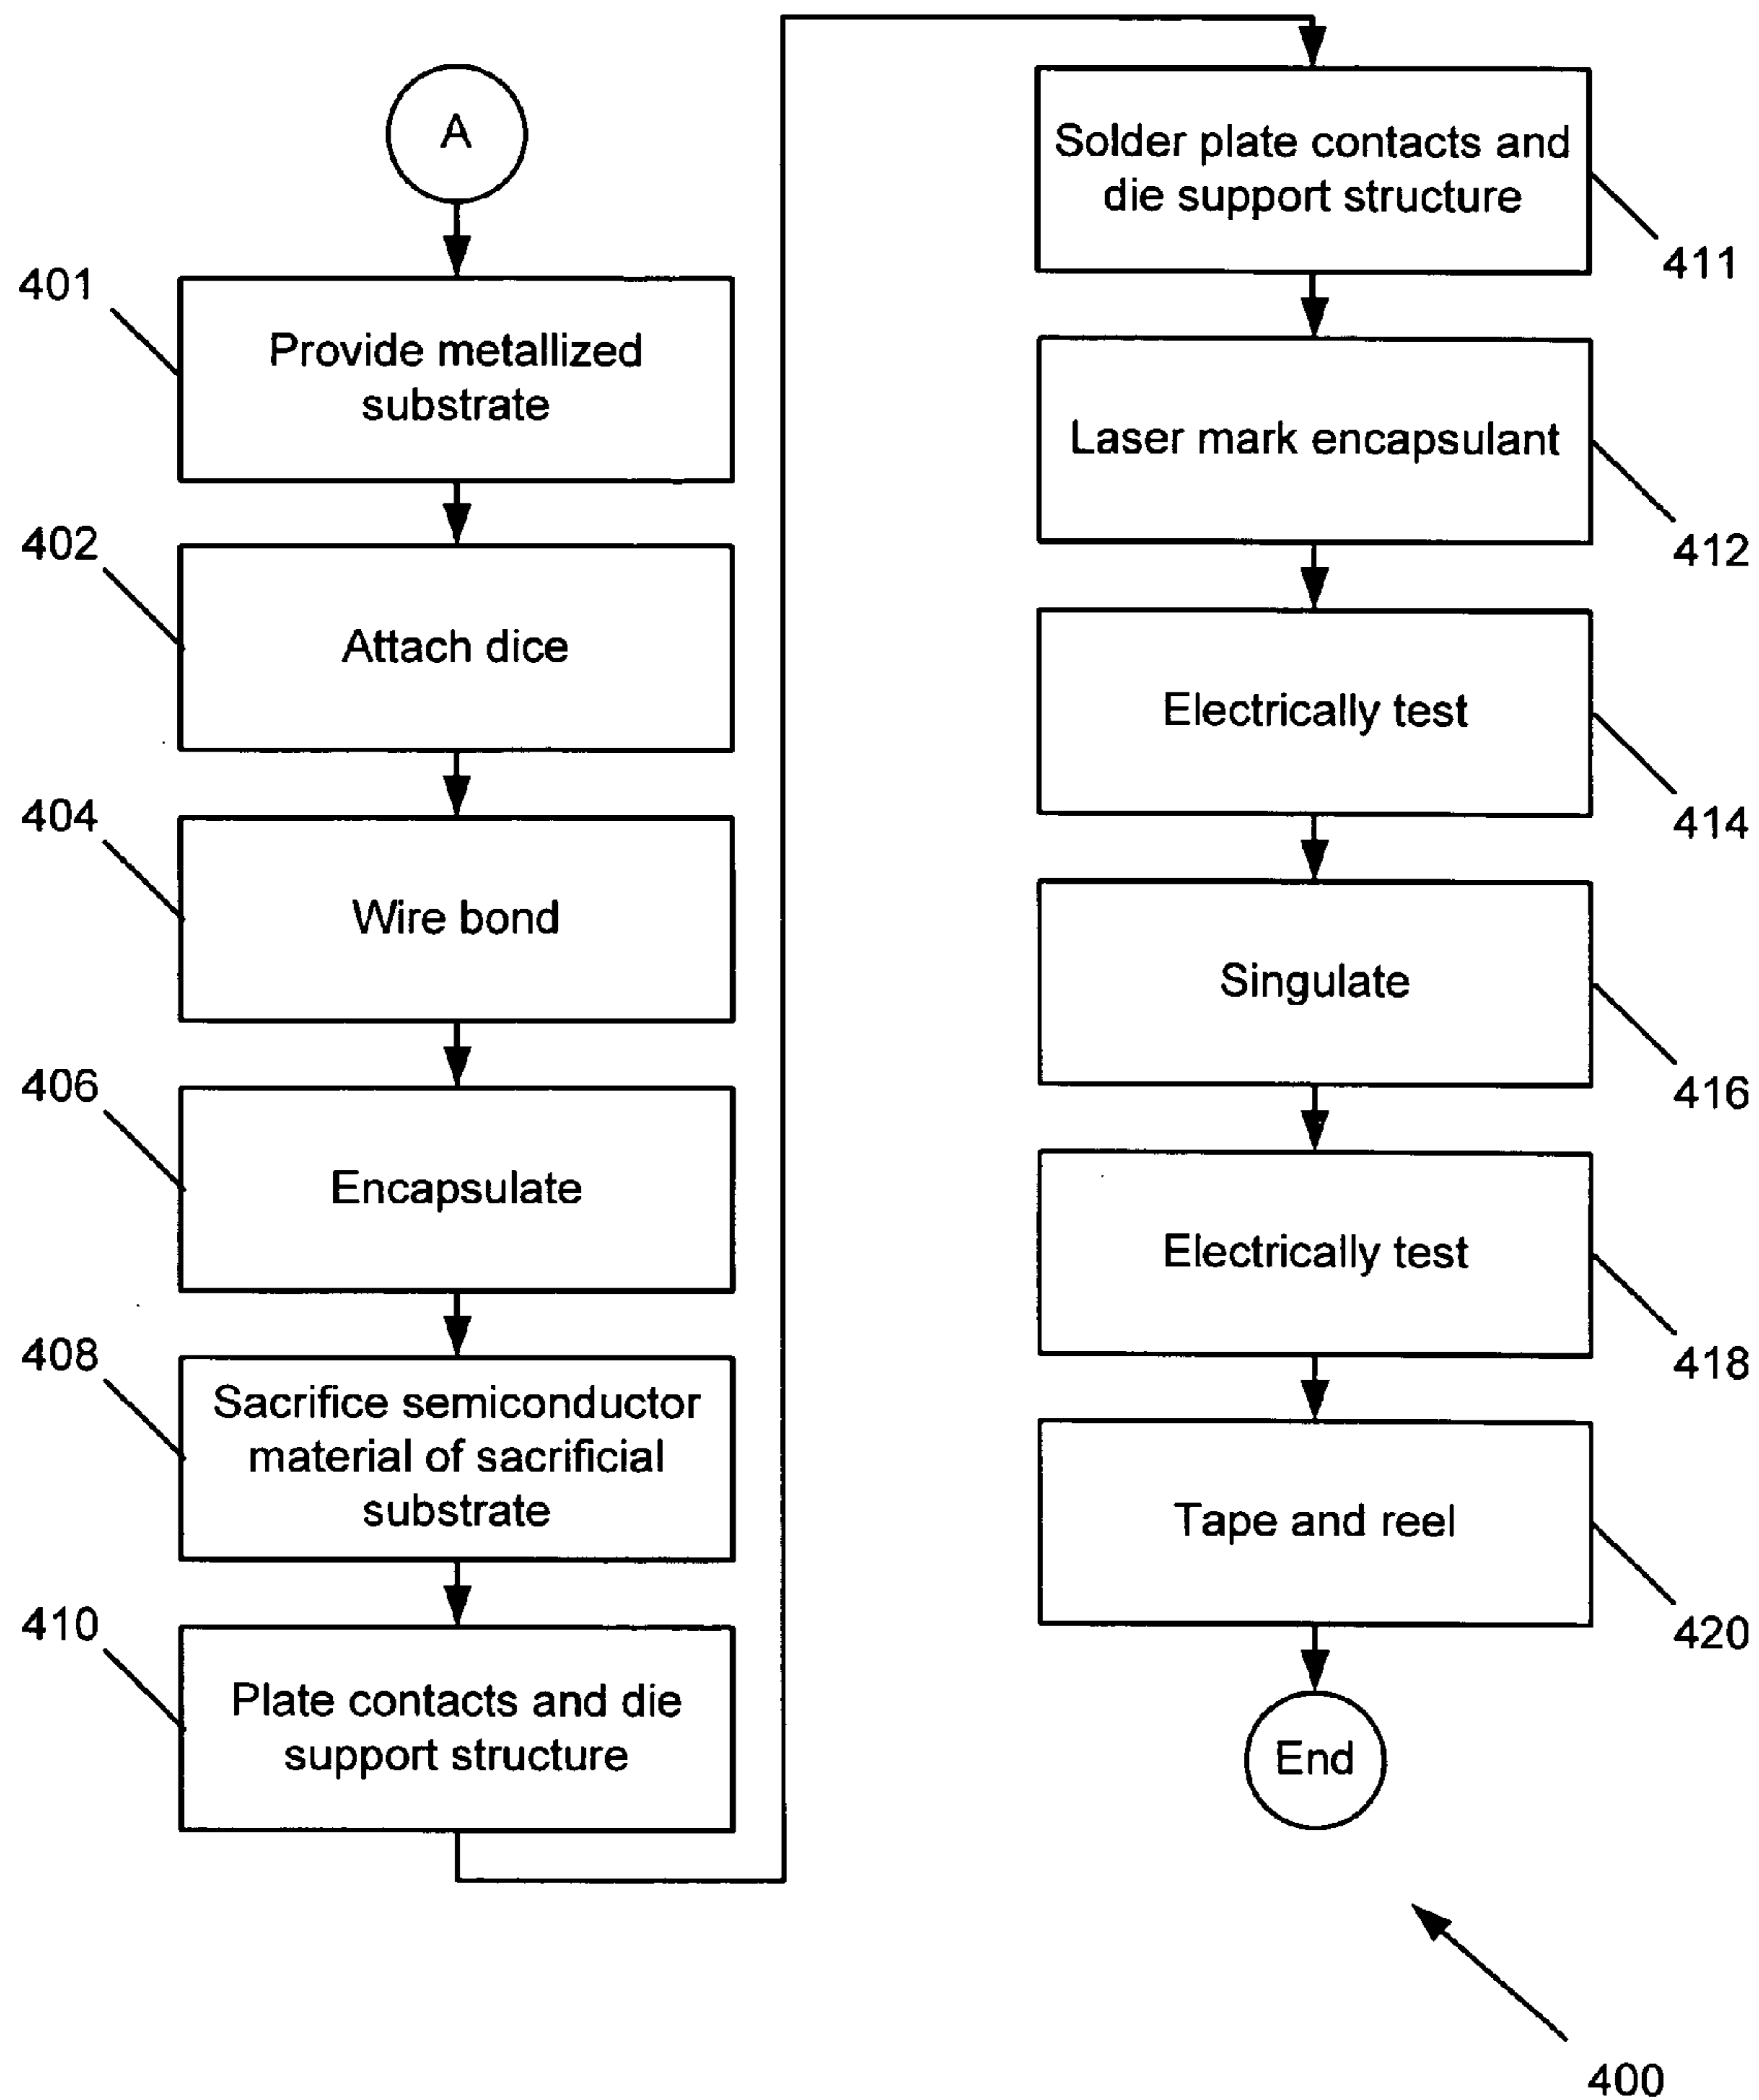 A
401
Provide metallized
substrate
402
Attach dice
404
Wire bond
406
Encapsulate
408
Sacrifice semiconductor
material of sacrificial
substrate
410
Plate contacts and die
support structure
Solder plate contacts and
die support structure
411
Laser mark encapsulant
412
Electrically test
414
Singulate
416
Electrically test
418
Tape and reel
420
End
400